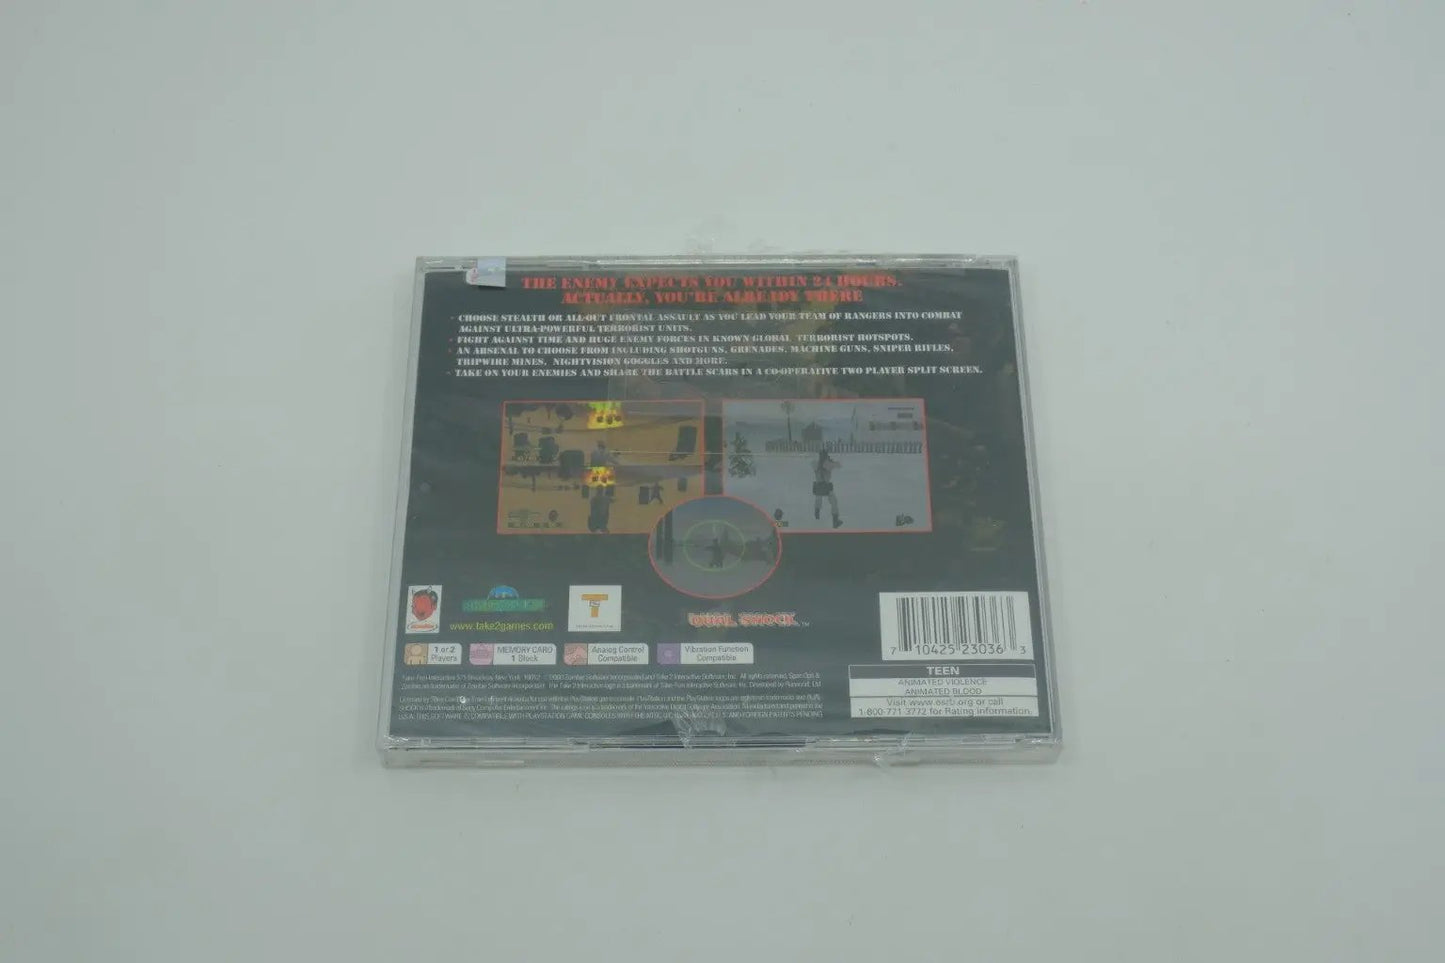 THE ENEMY EXPECTS YOU WITHIN 24 HOURS.
ACTUALLY, YOU'RE ALREADY THERE
- CHOOSE STEALTH OR ALL-OUT FRONTAL ASSAULT AS YOU LEAD YOUR TEAM OF RANGERS INTO COMBAT
AGAINST ULTRA-POWERFUL TERRORIST UNITS.
- FIGHT AGAINST TIME AND HUGE ENEMY FORCES IN KNOWN GLOBAL TERRORIST HOTSPOTS.
- AN ARSENAL TO CHOOSE FROM INCLUDING SHOTGUNS, GRENADES, MACHINE GUNS, SNIPER RIFLES,
TRIPWIRE MINES, NIGHTVISION GOGGLES AND MORE.
- TAKE ON YOUR ENEMIES AND SHARE THE BATTLE SCARS IN A CO-OPERATIVE TWO PLAYER SPLIT SCREEN.
www.take2games.com
DUAL SHOCK™
1 or 2
Players
MEMORY CARD
1 Block
Analog Control
Compatible
Vibration Function
Compatible
7 10425 23036 3
TEEN
ANIMATED VIOLENCE
ANIMATED BLOOD
Visit www.esrb.org or call
1-800-771-3772 for Rating Information.